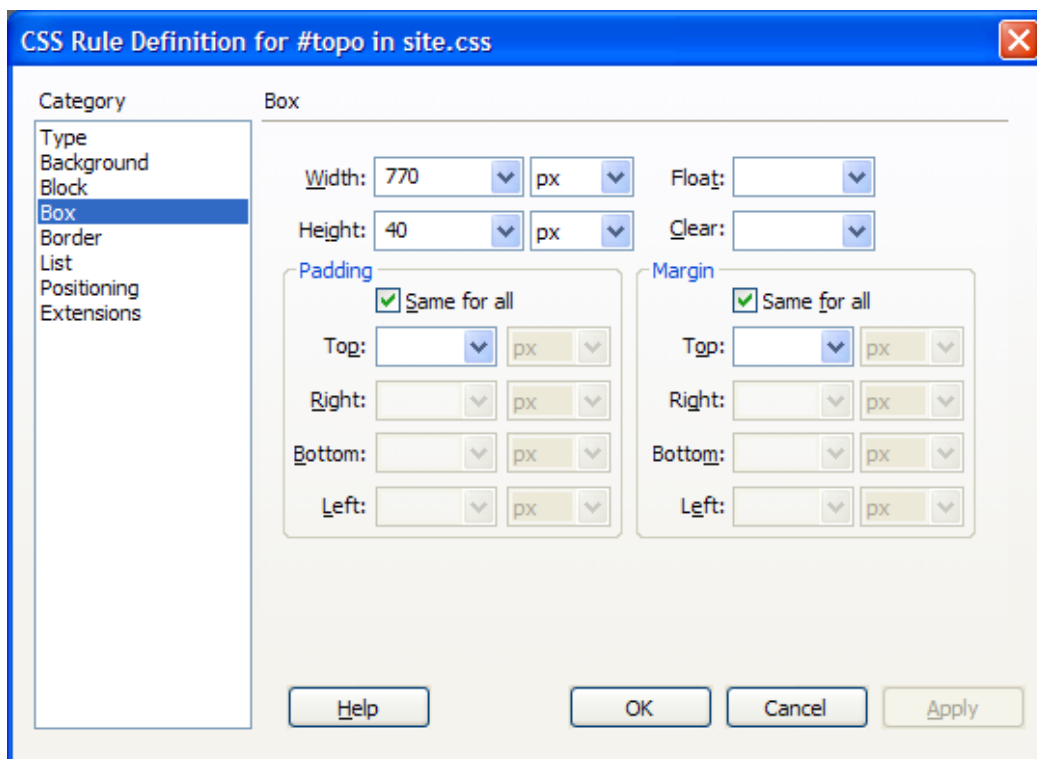 CSS Rule Definition for #topo in site.css
Category
Box
Type
Background
Block
Box
Border
List
Positioning
Extensions
Width: 770 px Float:
Height: 40 px Clear:
Padding Margin
Same for all Same for all
Top: px Top: px
Right: px Right: px
Bottom: px Bottom: px
Left: px Left: px
Help OK Cancel Apply